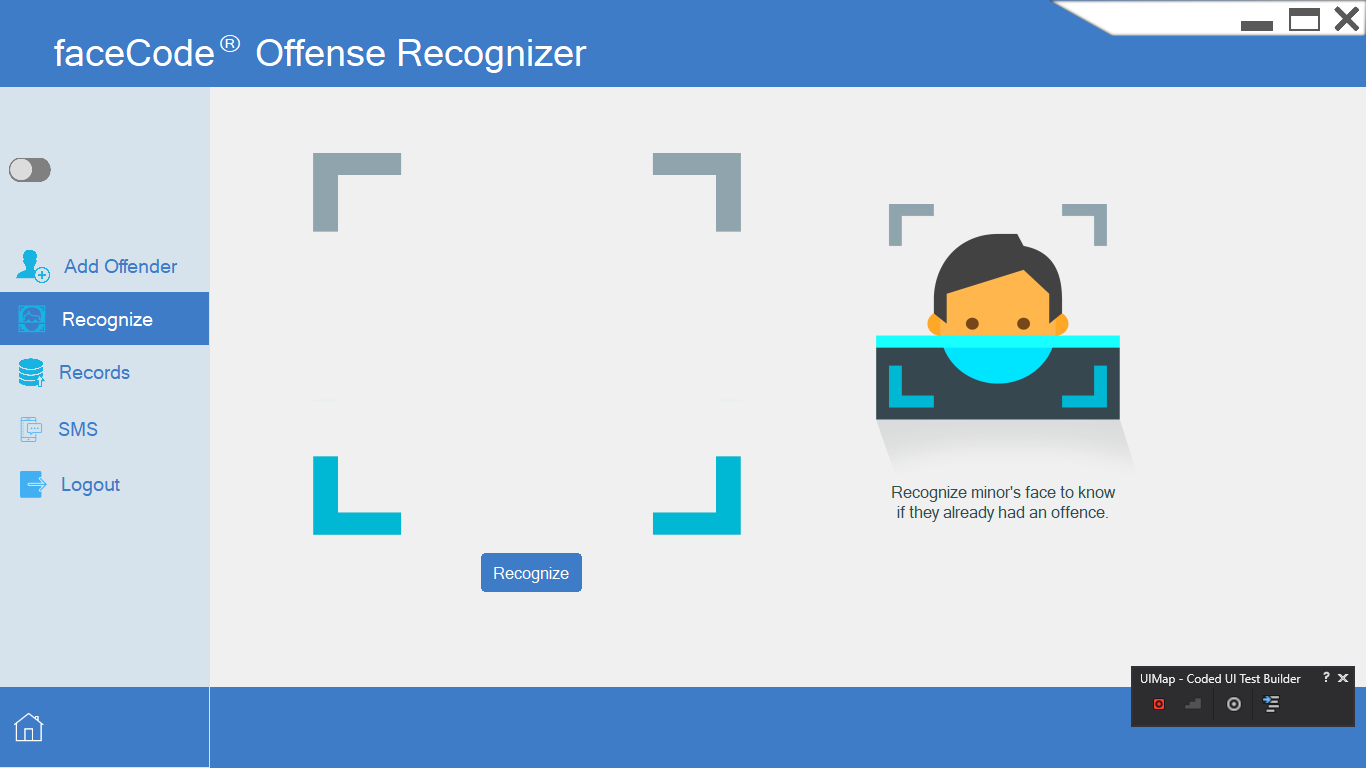 faceCode® Offense Recognizer
Add Offender
Recognize
Records
SMS
Logout
Recognize minor's face to know
if they already had an offence.
Recognize
UIMap - Coded UI Test Builder
?